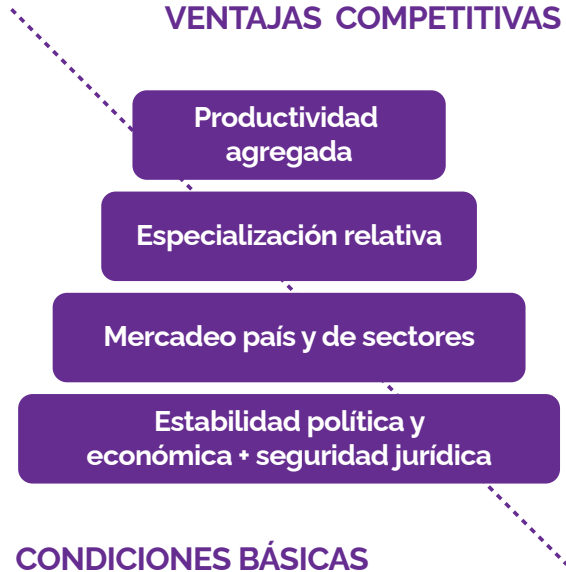 VENTAJAS COMPETITIVAS
Productividad
agregada
Especialización relativa
Mercadeo país y de sectores
Estabilidad política y
económica + seguridad jurídica
CONDICIONES BÁSICAS